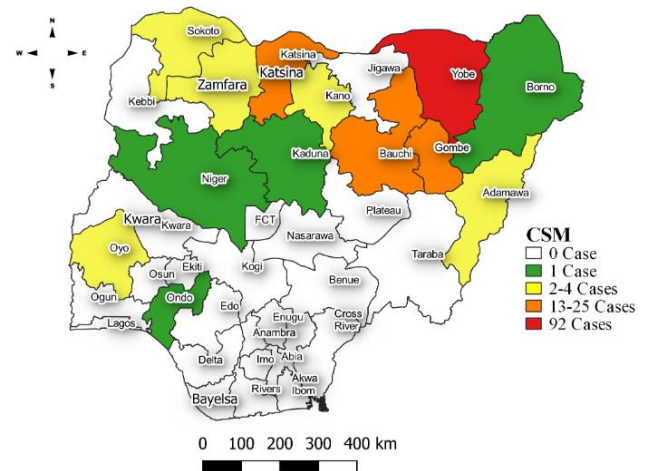 N
W E
S
Sokoto
Katsina
Zamfara
Katsina
Jigawa
Yobe
Kebbi
Kano
Borno
Kaduna
Bauchi
Gombe
Niger
Adamawa
Plateau
Kwara
Kwara
FCT
Nasarawa
Oyo
Taraba
Ekiti
Osun
Kogi
Benue
Ogun
Ondo
Edo
Lagos
Enugu
Cross
River
Anambra
Delta
Imo
Abia
Akwa
Ibom
Rivers
Bayelsa
CSM
0 Case
1 Case
2-4 Cases
13-25 Cases
92 Cases
0 100 200 300 400 km